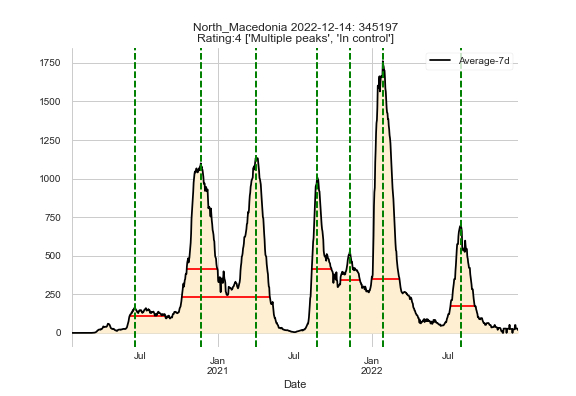 North_Macedonia 2022-12-14: 345197
Rating:4 ['Multiple peaks', 'In control']
Average-7d
1750
1500
1250
1000
750
500
250
0
Jul
Jan
2021
Jul
Jan
2022
Jul
Date